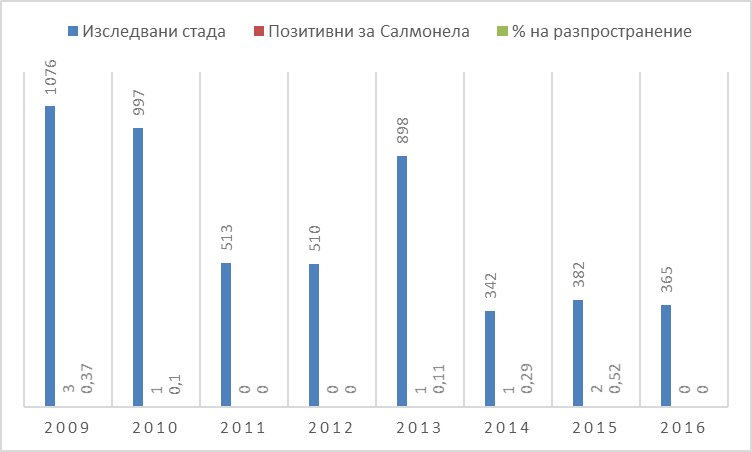 Изследвани стада Позитивни за Салмонела % на разпространение
1076 3 0,37
997 1 0,1
513 0 0
510 0 0
898 1 0,11
342 1 0,29
382 2 0,52
365 0 0
2009 2010 2011 2012 2013 2014 2015 2016